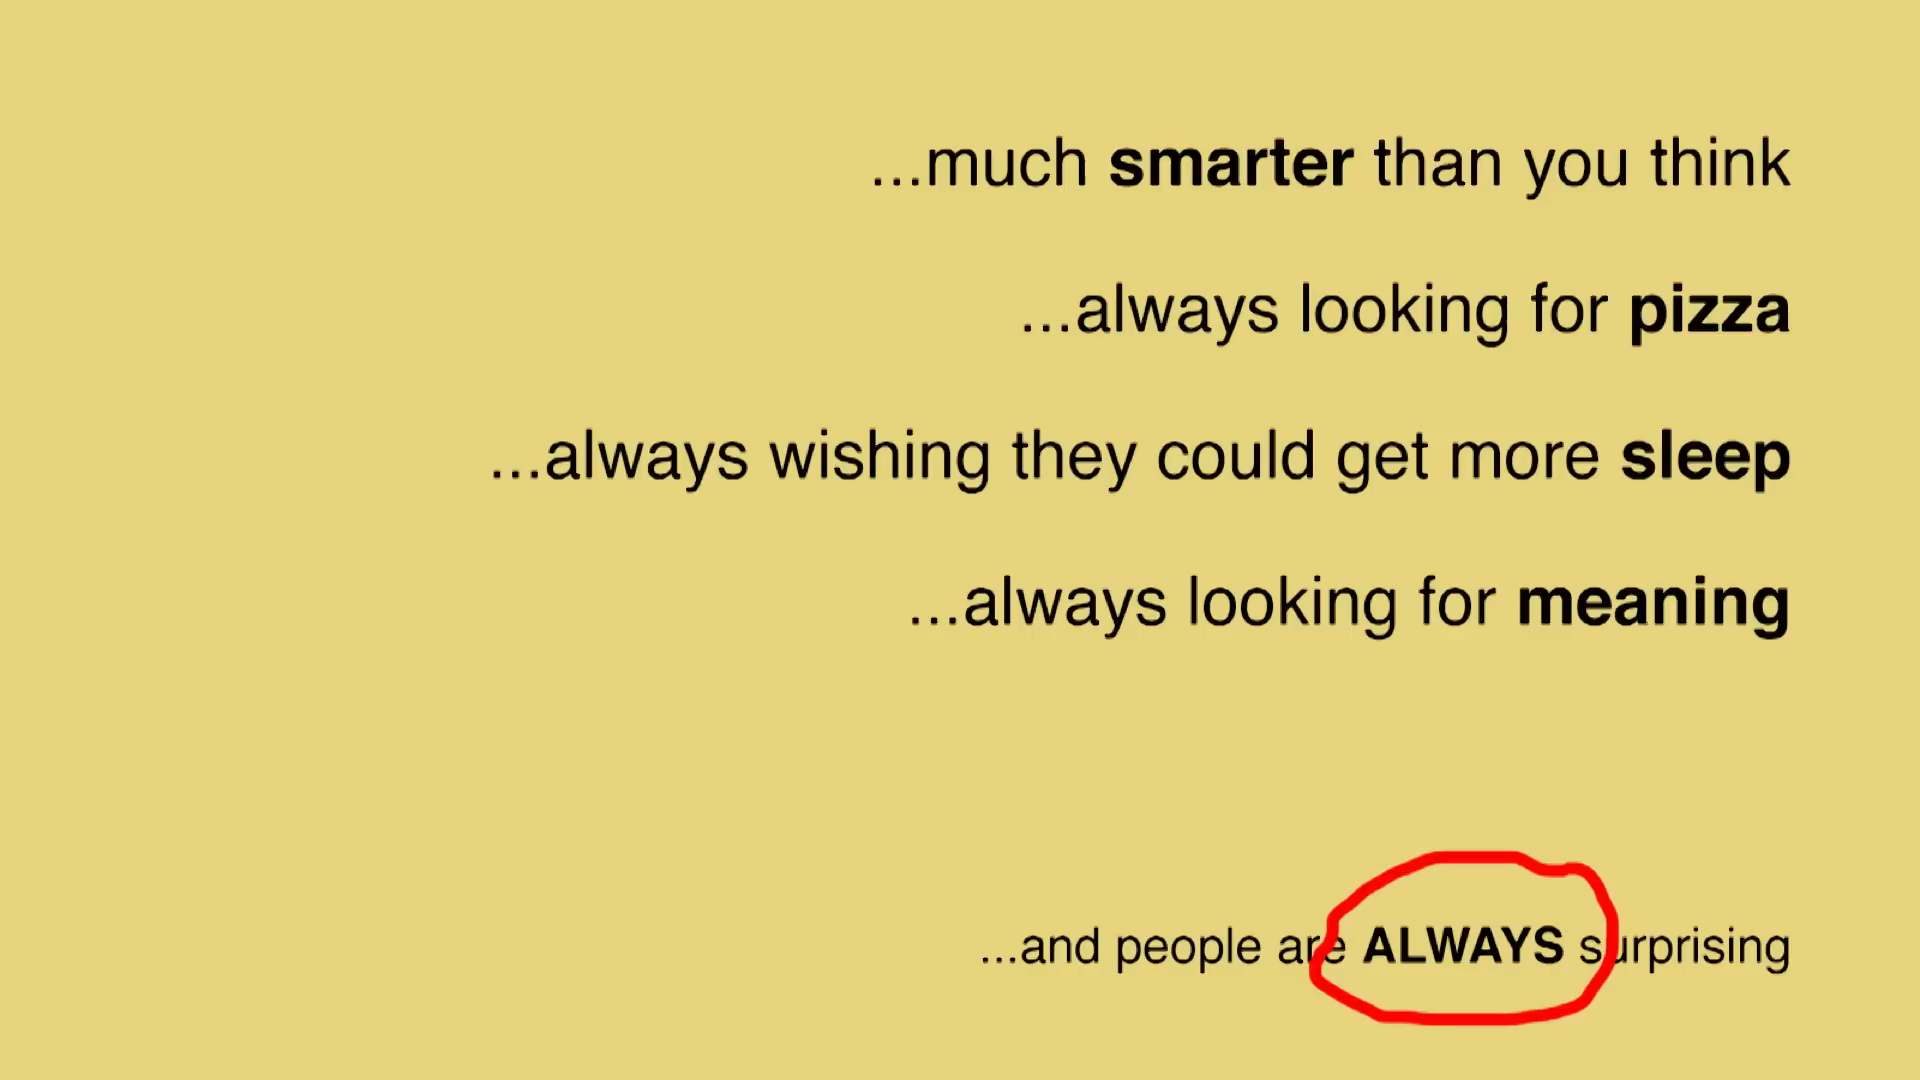 ...much smarter than you think
...always looking for pizza
...always wishing they could get more sleep
...always looking for meaning
...and people are ALWAYS surprising